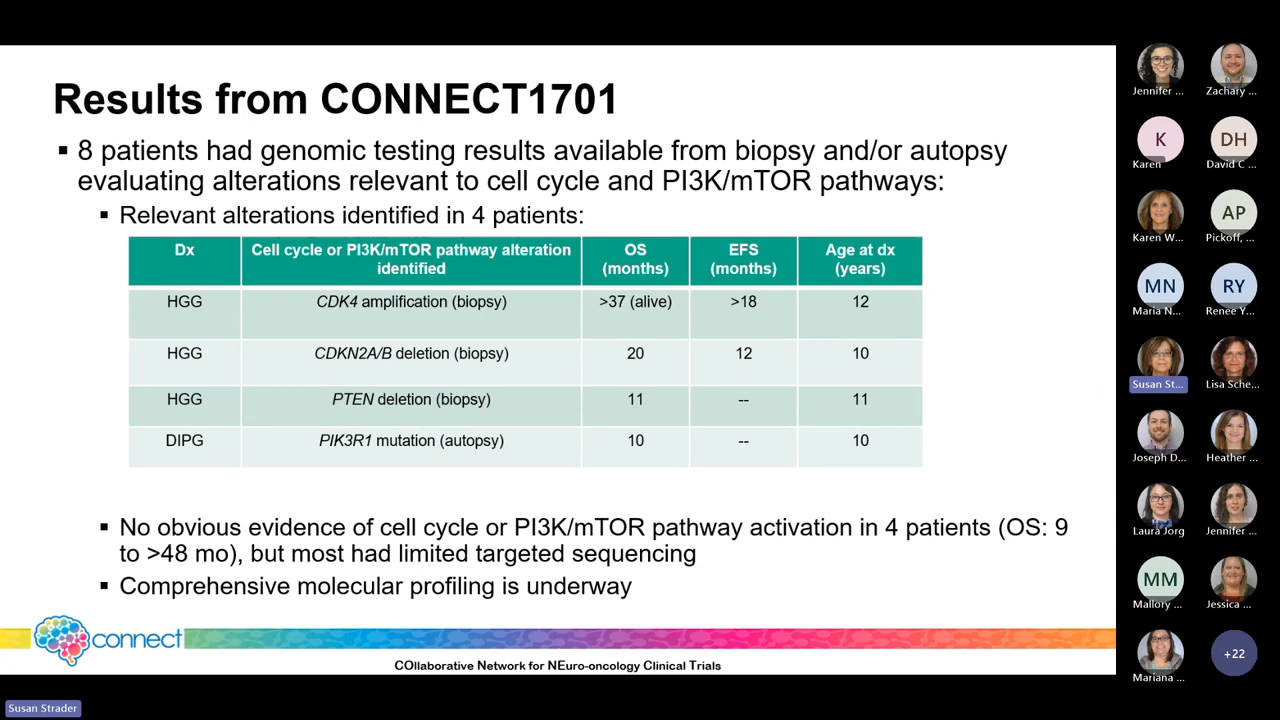 Results from CONNECT1701
▪ 8 patients had genomic testing results available from biopsy and/or autopsy
evaluating alterations relevant to cell cycle and PI3K/mTOR pathways:
▪ Relevant alterations identified in 4 patients:
Dx Cell cycle or PI3K/mTOR pathway alteration identified OS (months) EFS (months) Age at dx (years)
HGG CDK4 amplification (biopsy) >37 (alive) >18 12
HGG CDKN2A/B deletion (biopsy) 20 12 10
HGG PTEN deletion (biopsy) 11 -- 11
DIPG PIK3R1 mutation (autopsy) 10 -- 10
▪ No obvious evidence of cell cycle or PI3K/mTOR pathway activation in 4 patients (OS: 9
to >48 mo), but most had limited targeted sequencing
▪ Comprehensive molecular profiling is underway
connect
COllaborative Network for NEuro-oncology Clinical Trials
Susan Strader
Jennifer ...
Zachary ...
K
Karen
DH
David C ...
Karen W...
AP
Pickoff, ...
MN
Maria N...
RY
Renee Y...
Susan St...
Lisa Sche...
Joseph D...
Heather ...
Laura Jorg
Jennifer ...
MM
Mallory ...
Jessica ...
Mariana ...
+22